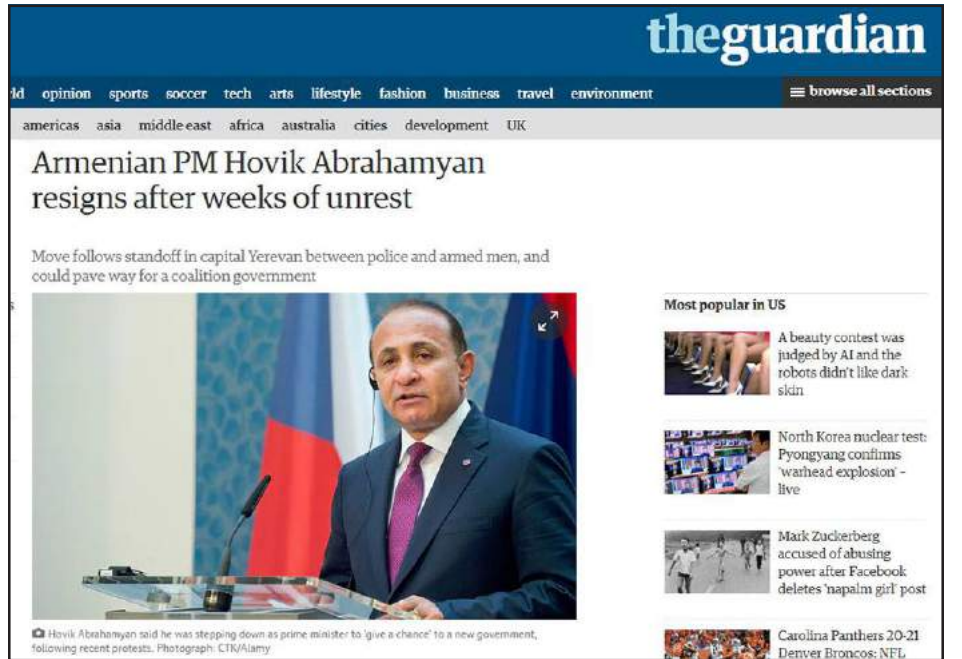 theguardian
ld opinion sports soccer tech arts lifestyle fashion business travel environment
browse all sections
americas asia middle east africa australia cities development UK
Armenian PM Hovik Abrahamyan
resigns after weeks of unrest
Move follows standoff in capital Yerevan between police and armed men, and
could pave way for a coalition government
s
Hovik Abrahamyan said he was stepping down as prime minister to 'give a chance' to a new government,
following recent protests. Photograph: CTK/Alamy
Most popular in US
A beauty contest was
judged by AI and the
robots didn't like dark
skin
North Korea nuclear test:
Pyongyang confirms
'warhead explosion' –
live
Mark Zuckerberg
accused of abusing
power after Facebook
deletes 'napalm girl' post
Carolina Panthers 20-21
Denver Broncos: NFL